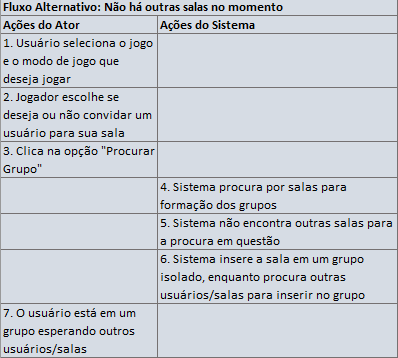 Fluxo Alternativo: Não há outras salas no momento
Ações do Ator
Ações do Sistema
1. Usuário seleciona o jogo
e o modo de jogo que
deseja jogar
2. Jogador escolhe se
deseja ou não convidar um
usuário para sua sala
3. Clica na opção "Procurar
Grupo"
4. Sistema procura por salas para
formação dos grupos
5. Sistema não encontra outras salas para
a procura em questão
6. Sistema insere a sala em um grupo
isolado, enquanto procura outras
usuários/salas para inserir no grupo
7. O usuário está em um
grupo esperando outros
usuários/salas